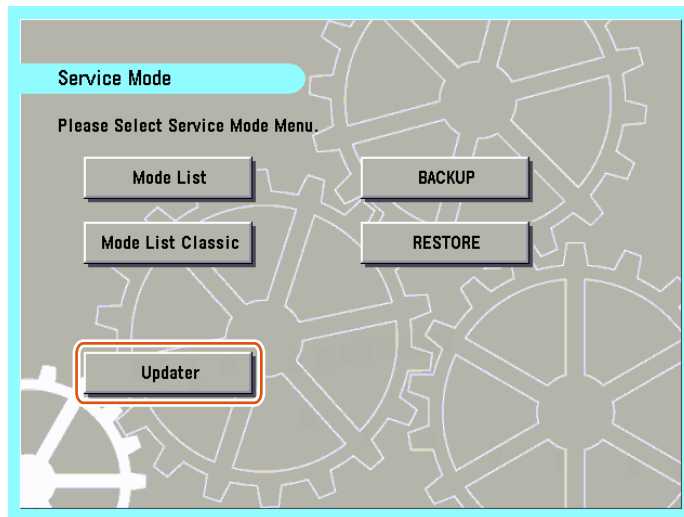 Service Mode
Please Select Service Mode Menu.
Mode List
BACKUP
Mode List Classic
RESTORE
Updater